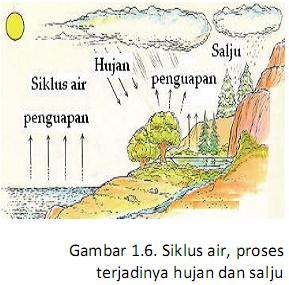 Salju
Hujan
Siklus air
penguapan
penguapan
Gambar 1.6. Siklus air, proses
terjadinya hujan dan salju